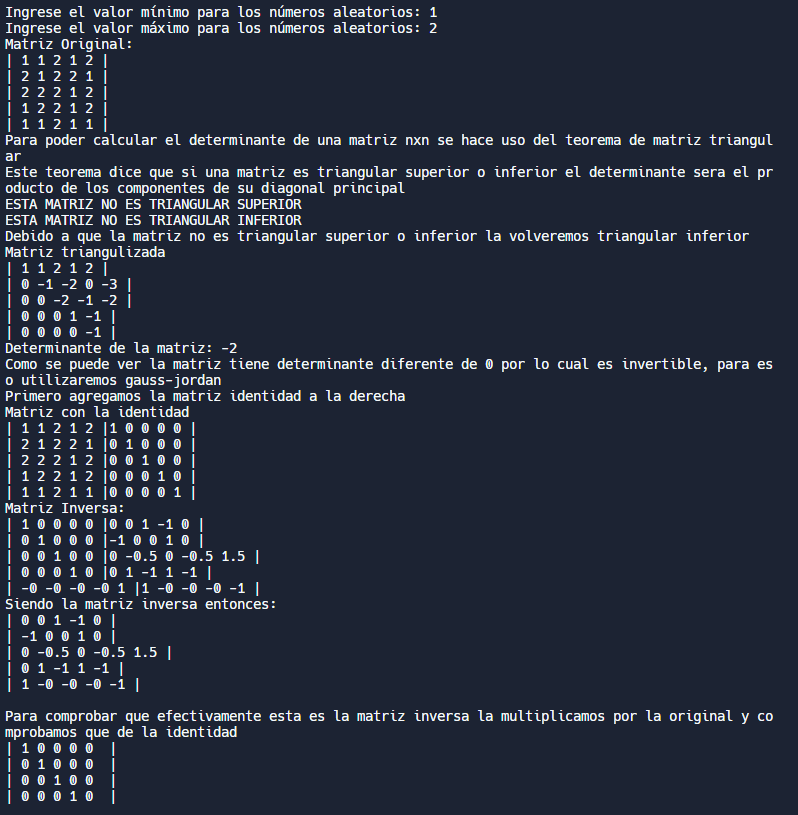 Ingrese el valor mínimo para los números aleatorios: 1
Ingrese el valor máximo para los números aleatorios: 2
Matriz Original:
| 1 1 2 1 2 |
| 2 1 2 2 1 |
| 2 2 2 1 2 |
| 1 2 2 1 2 |
| 1 1 2 1 1 |
Para poder calcular el determinante de una matriz nxn se hace uso del teorema de matriz triangul
ar
Este teorema dice que si una matriz es triangular superior o inferior el determinante sera el pr
oducto de los componentes de su diagonal principal
ESTA MATRIZ NO ES TRIANGULAR SUPERIOR
ESTA MATRIZ NO ES TRIANGULAR INFERIOR
Debido a que la matriz no es triangular superior o inferior la volveremos triangular inferior
Matriz triangulizada
| 1 1 2 1 2 |
| 0 -1 -2 0 -3 |
| 0 0 -2 -1 -2 |
| 0 0 0 1 -1 |
| 0 0 0 0 -1 |
Determinante de la matriz: -2
Como se puede ver la matriz tiene determinante diferente de 0 por lo cual es invertible, para es
o utilizaremos gauss-jordan
Primero agregamos la matriz identidad a la derecha
Matriz con la identidad
| 1 1 2 1 2 |1 0 0 0 0 |
| 2 1 2 2 1 |0 1 0 0 0 |
| 2 2 2 1 2 |0 0 1 0 0 |
| 1 2 2 1 2 |0 0 0 1 0 |
| 1 1 2 1 1 |0 0 0 0 1 |
Matriz Inversa:
| 1 0 0 0 0 |0 0 1 -1 0 |
| 0 1 0 0 0 |-1 0 0 1 0 |
| 0 0 1 0 0 |0 -0.5 0 -0.5 1.5 |
| 0 0 0 1 0 |0 1 -1 1 -1 |
| -0 -0 -0 -0 1 |1 -0 -0 -0 -1 |
Siendo la matriz inversa entonces:
| 0 0 1 -1 0 |
| -1 0 0 1 0 |
| 0 -0.5 0 -0.5 1.5 |
| 0 1 -1 1 -1 |
| 1 -0 -0 -0 -1 |
Para comprobar que efectivamente esta es la matriz inversa la multiplicamos por la original y co
mprobamos que de la identidad
| 1 0 0 0 0  |
| 0 1 0 0 0  |
| 0 0 1 0 0  |
| 0 0 0 1 0  |